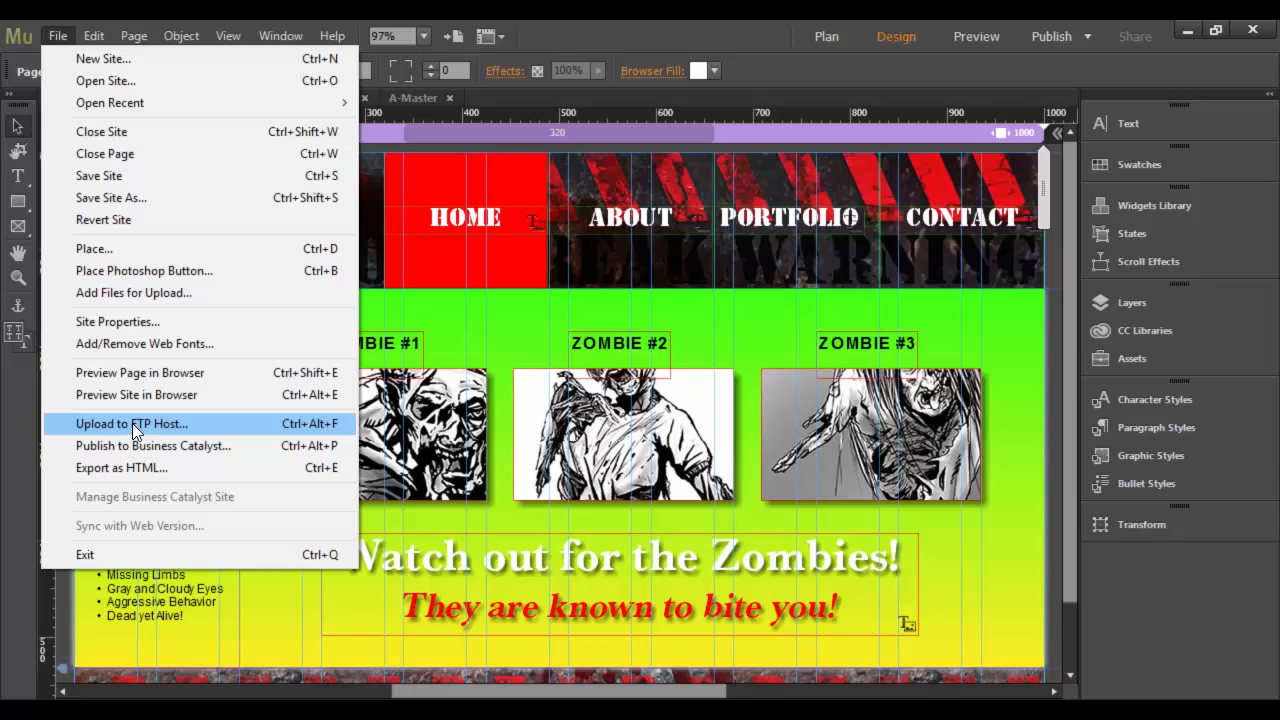 Mu File Edit Page Object View Window Help 97% Plan Design Preview Publish Share
Page 0 Effects: 100% Browser Fill:
A-Master
300 400 500 600 700 800 900 1000
320 1000
New Site... Ctrl+N
Open Site... Ctrl+O
Open Recent
Close Site Ctrl+Shift+W
Close Page Ctrl+W
Save Site Ctrl+S
Save Site As... Ctrl+Shift+S
Revert Site
Place... Ctrl+D
Place Photoshop Button... Ctrl+B
Add Files for Upload...
Site Properties...
Add/Remove Web Fonts...
Preview Page in Browser Ctrl+Shift+E
Preview Site in Browser Ctrl+Alt+E
Upload to FTP Host... Ctrl+Alt+F
Publish to Business Catalyst... Ctrl+Alt+P
Export as HTML... Ctrl+E
Manage Business Catalyst Site
Sync with Web Version...
Exit Ctrl+Q
HOME ABOUT PORTFOLIO CONTACT
WARNING
MBIE #1 ZOMBIE #2 ZOMBIE #3
Watch out for the Zombies!
They are known to bite you!
• Missing Limbs
• Gray and Cloudy Eyes
• Aggressive Behavior
• Dead yet Alive!
500
Text
Swatches
Widgets Library
States
Scroll Effects
Layers
CC Libraries
Assets
Character Styles
Paragraph Styles
Graphic Styles
Bullet Styles
Transform